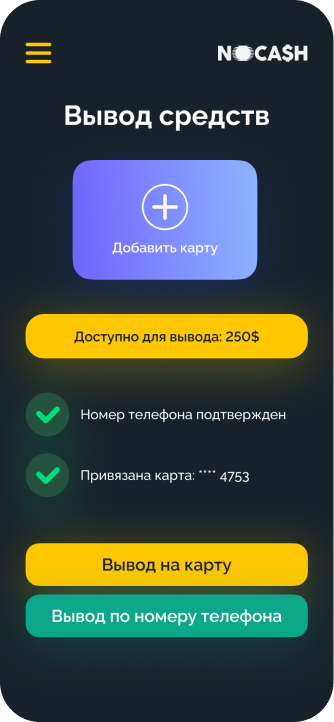 NOCA$H
Вывод средств
Добавить карту
Доступно для вывода: 250$
Номер телефона подтвержден
Привязана карта: **** 4753
Вывод на карту
Вывод по номеру телефона